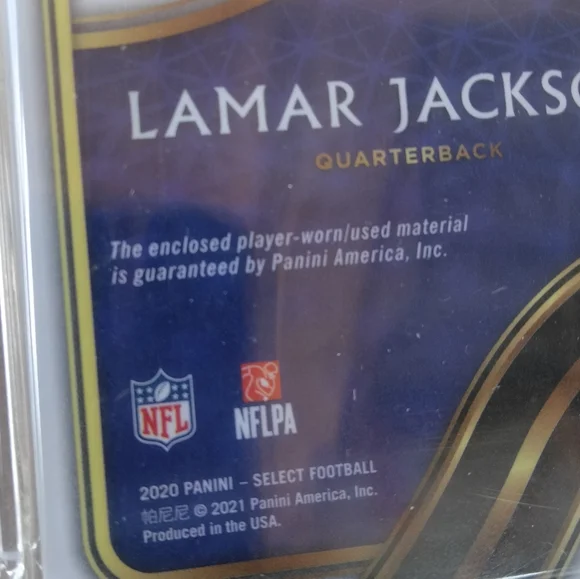 LAMAR JACKSO
QUARTERBACK
The enclosed player-worn/used material
is guaranteed by Panini America, Inc.
NFL
NFLPA
2020 PANINI – SELECT FOOTBALL
帕尼尼 © 2021 Panini America, Inc.
Produced in the USA.